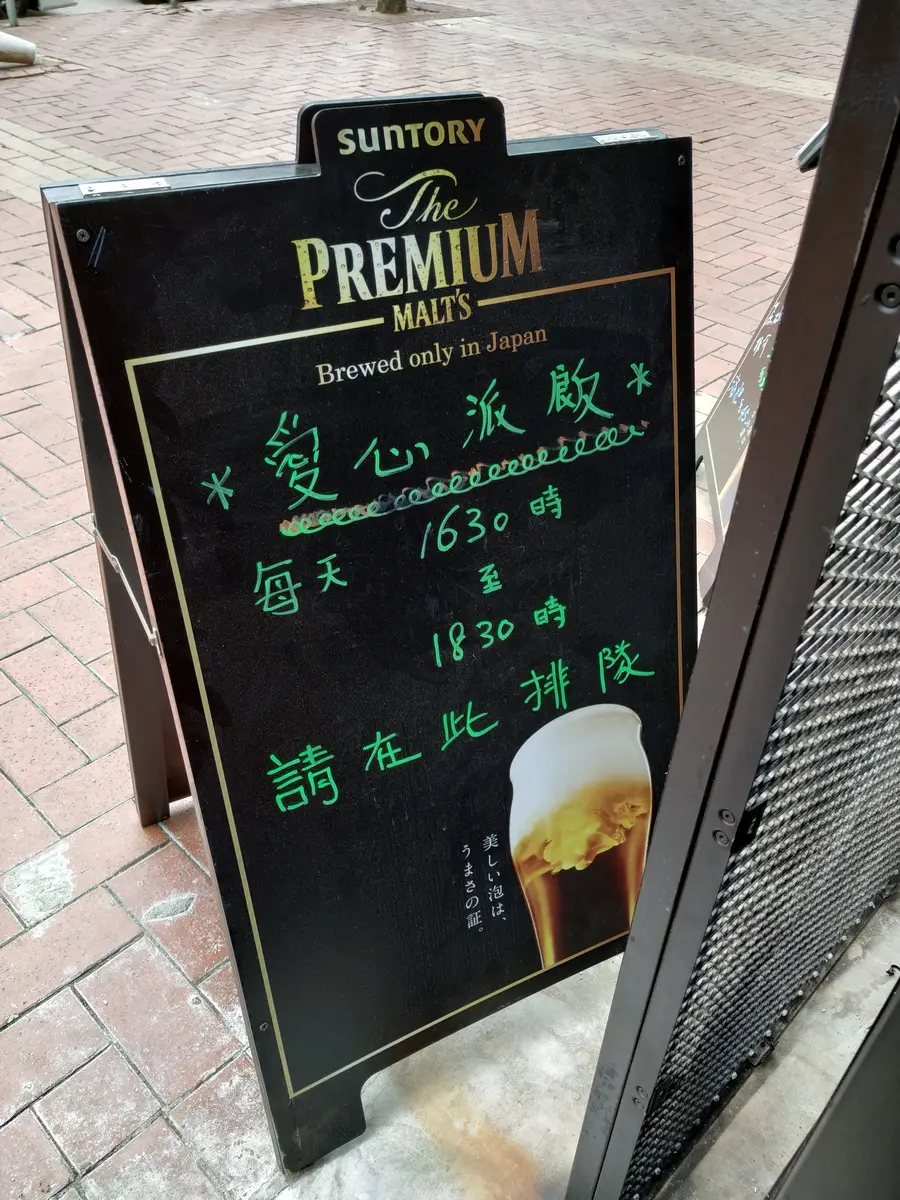 SUNTORY
The
PREMIUM
MALT'S
Brewed only in Japan
* 愛心派飯 *
每天 1630時
至
1830時
請在此排隊
美しい泡は、
うまさの証。